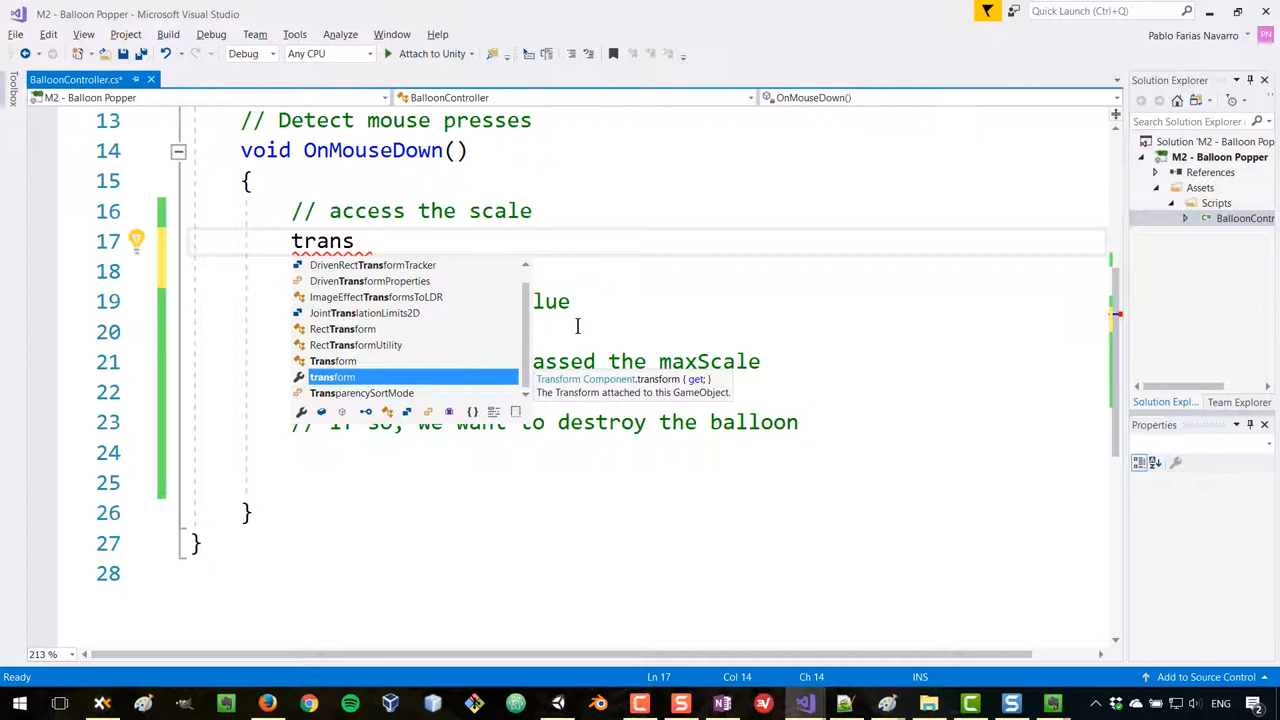 M2 - Balloon Popper - Microsoft Visual Studio
Quick Launch (Ctrl+Q)
File Edit View Project Build Debug Team Tools Analyze Window Help
Pablo Farias Navarro PN
Debug Any CPU Attach to Unity
Toolbox
BalloonController.cs*
M2 - Balloon Popper BalloonController OnMouseDown()
13 // Detect mouse presses
14 void OnMouseDown()
15 {
16 // access the scale
17 trans
18
19 lue
20
21 assed the maxScale
22
23 // if so, we want to destroy the balloon
24
25
26 }
27 }
28
DrivenRectTransformTracker
DrivenTransformProperties
ImageEffectTransformsToLDR
JointTranslationLimits2D
RectTransform
RectTransformUtility
Transform
transform
TransparencySortMode
Transform Component.transform { get; }
The Transform attached to this GameObject.
Solution Explorer
Search Solution Explorer
Solution 'M2 - Balloon Popper'
M2 - Balloon Popper
References
Assets
Scripts
C# BalloonContr
Solution Expl... Team Explorer
Properties
213 %
Ready Ln 17 Col 14 Ch 14 INS Add to Source Control
ENG